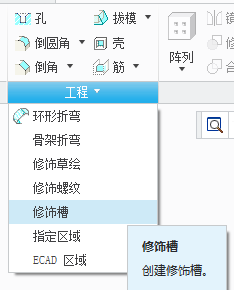 孔 拔模
倒圆角 壳
倒角 筋
阵列
工程
环形折弯
骨架折弯
修饰草绘
修饰螺纹
修饰槽
指定区域
ECAD 区域
修饰槽
创建修饰槽。